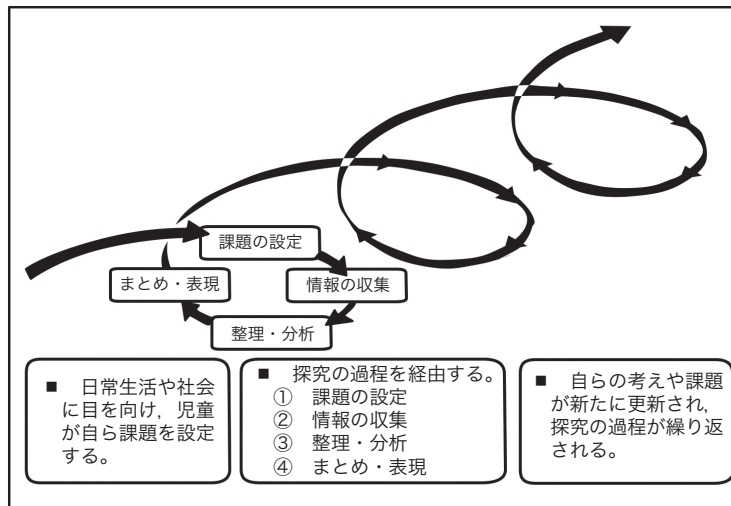 課題の設定
まとめ・表現
情報の収集
整理・分析
■ 日常生活や社会
に目を向け，児童
が自ら課題を設定
する。
■ 探究の過程を経由する。
① 課題の設定
② 情報の収集
③ 整理・分析
④ まとめ・表現
■ 自らの考えや課題
が新たに更新され，
探究の過程が繰り返
される。